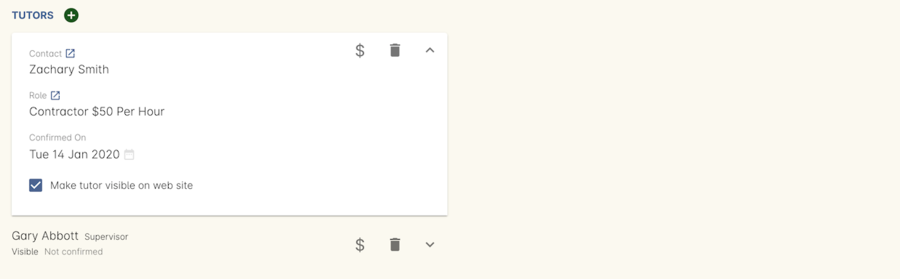 TUTORS
Contact
Zachary Smith
Role
Contractor $50 Per Hour
Confirmed On
Tue 14 Jan 2020
Make tutor visible on web site
Gary Abbott Supervisor
Visible Not confirmed